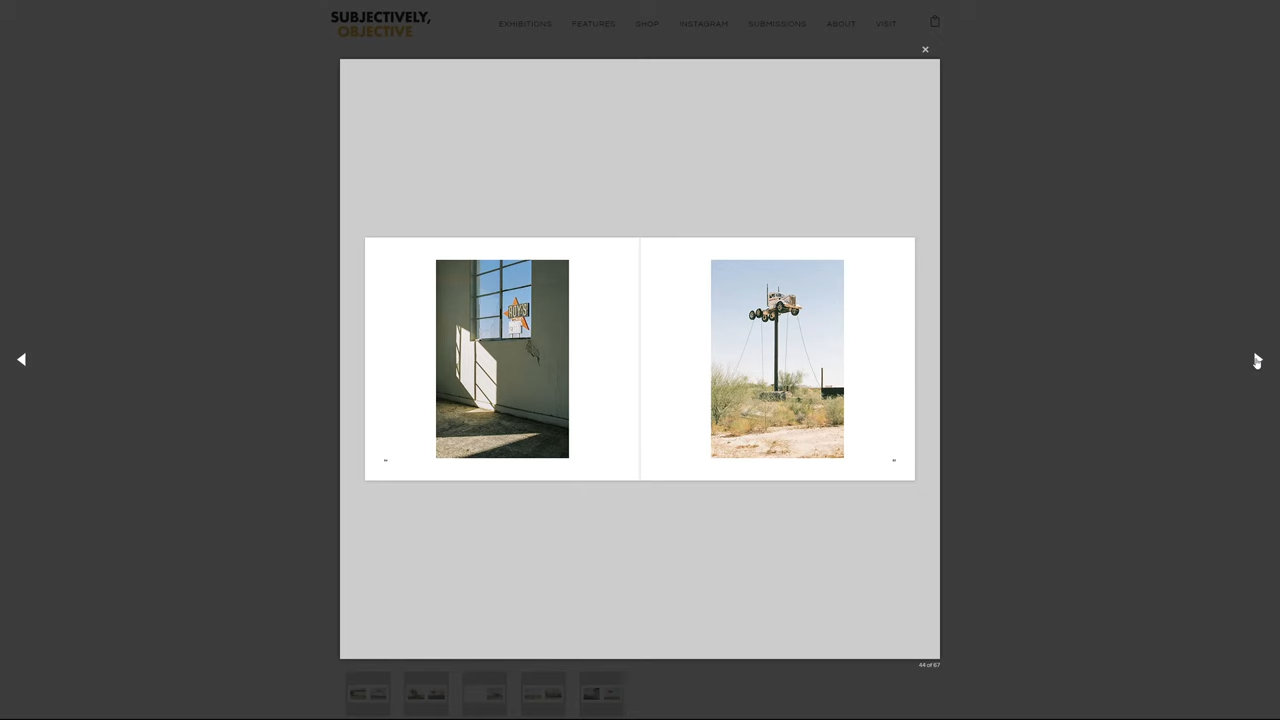 SUBJECTIVELY,
OBJECTIVE
EXHIBITIONS FEATURES SHOP INSTAGRAM SUBMISSIONS ABOUT VISIT
×
ROY'S
44 of 67